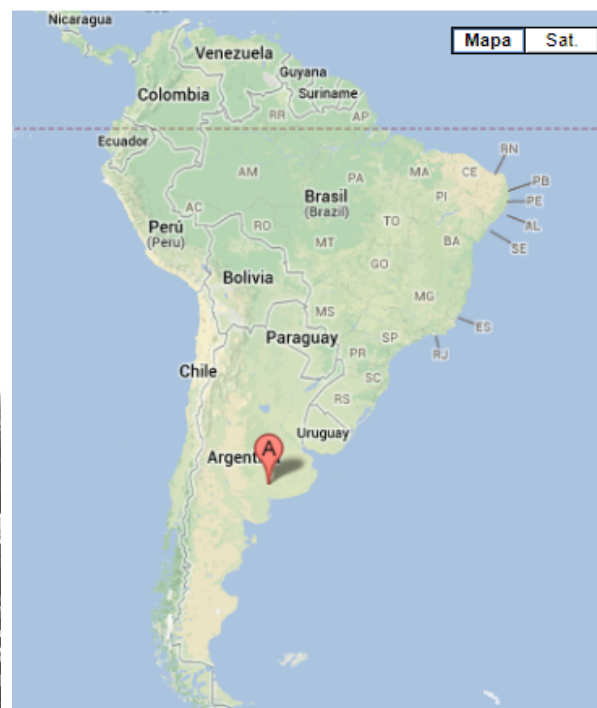 Nicaragua
Mapa
Sat.
Venezuela
Guyana
Colombia
Suriname
RR
AP
Ecuador
RN
AM
PA
MA
CE
PB
Brasil
(Brazil)
PI
PE
AC
TO
AL
Perú
(Peru)
RO
MT
BA
SE
GO
Bolivia
MG
MS
ES
Paraguay
SP
RJ
PR
Chile
SC
RS
Uruguay
A